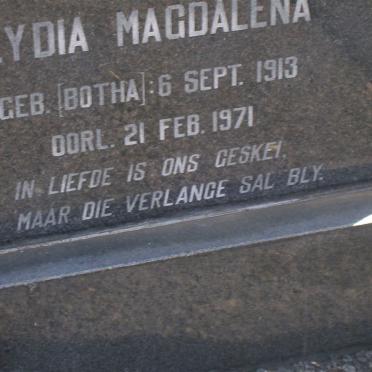 LYDIA MAGDALENA
GEB. [BOTHA]: 6 SEPT. 1913
OORL. 21 FEB. 1971
IN LIEFDE IS ONS GESKEI,
MAAR DIE VERLANGE SAL BLY.